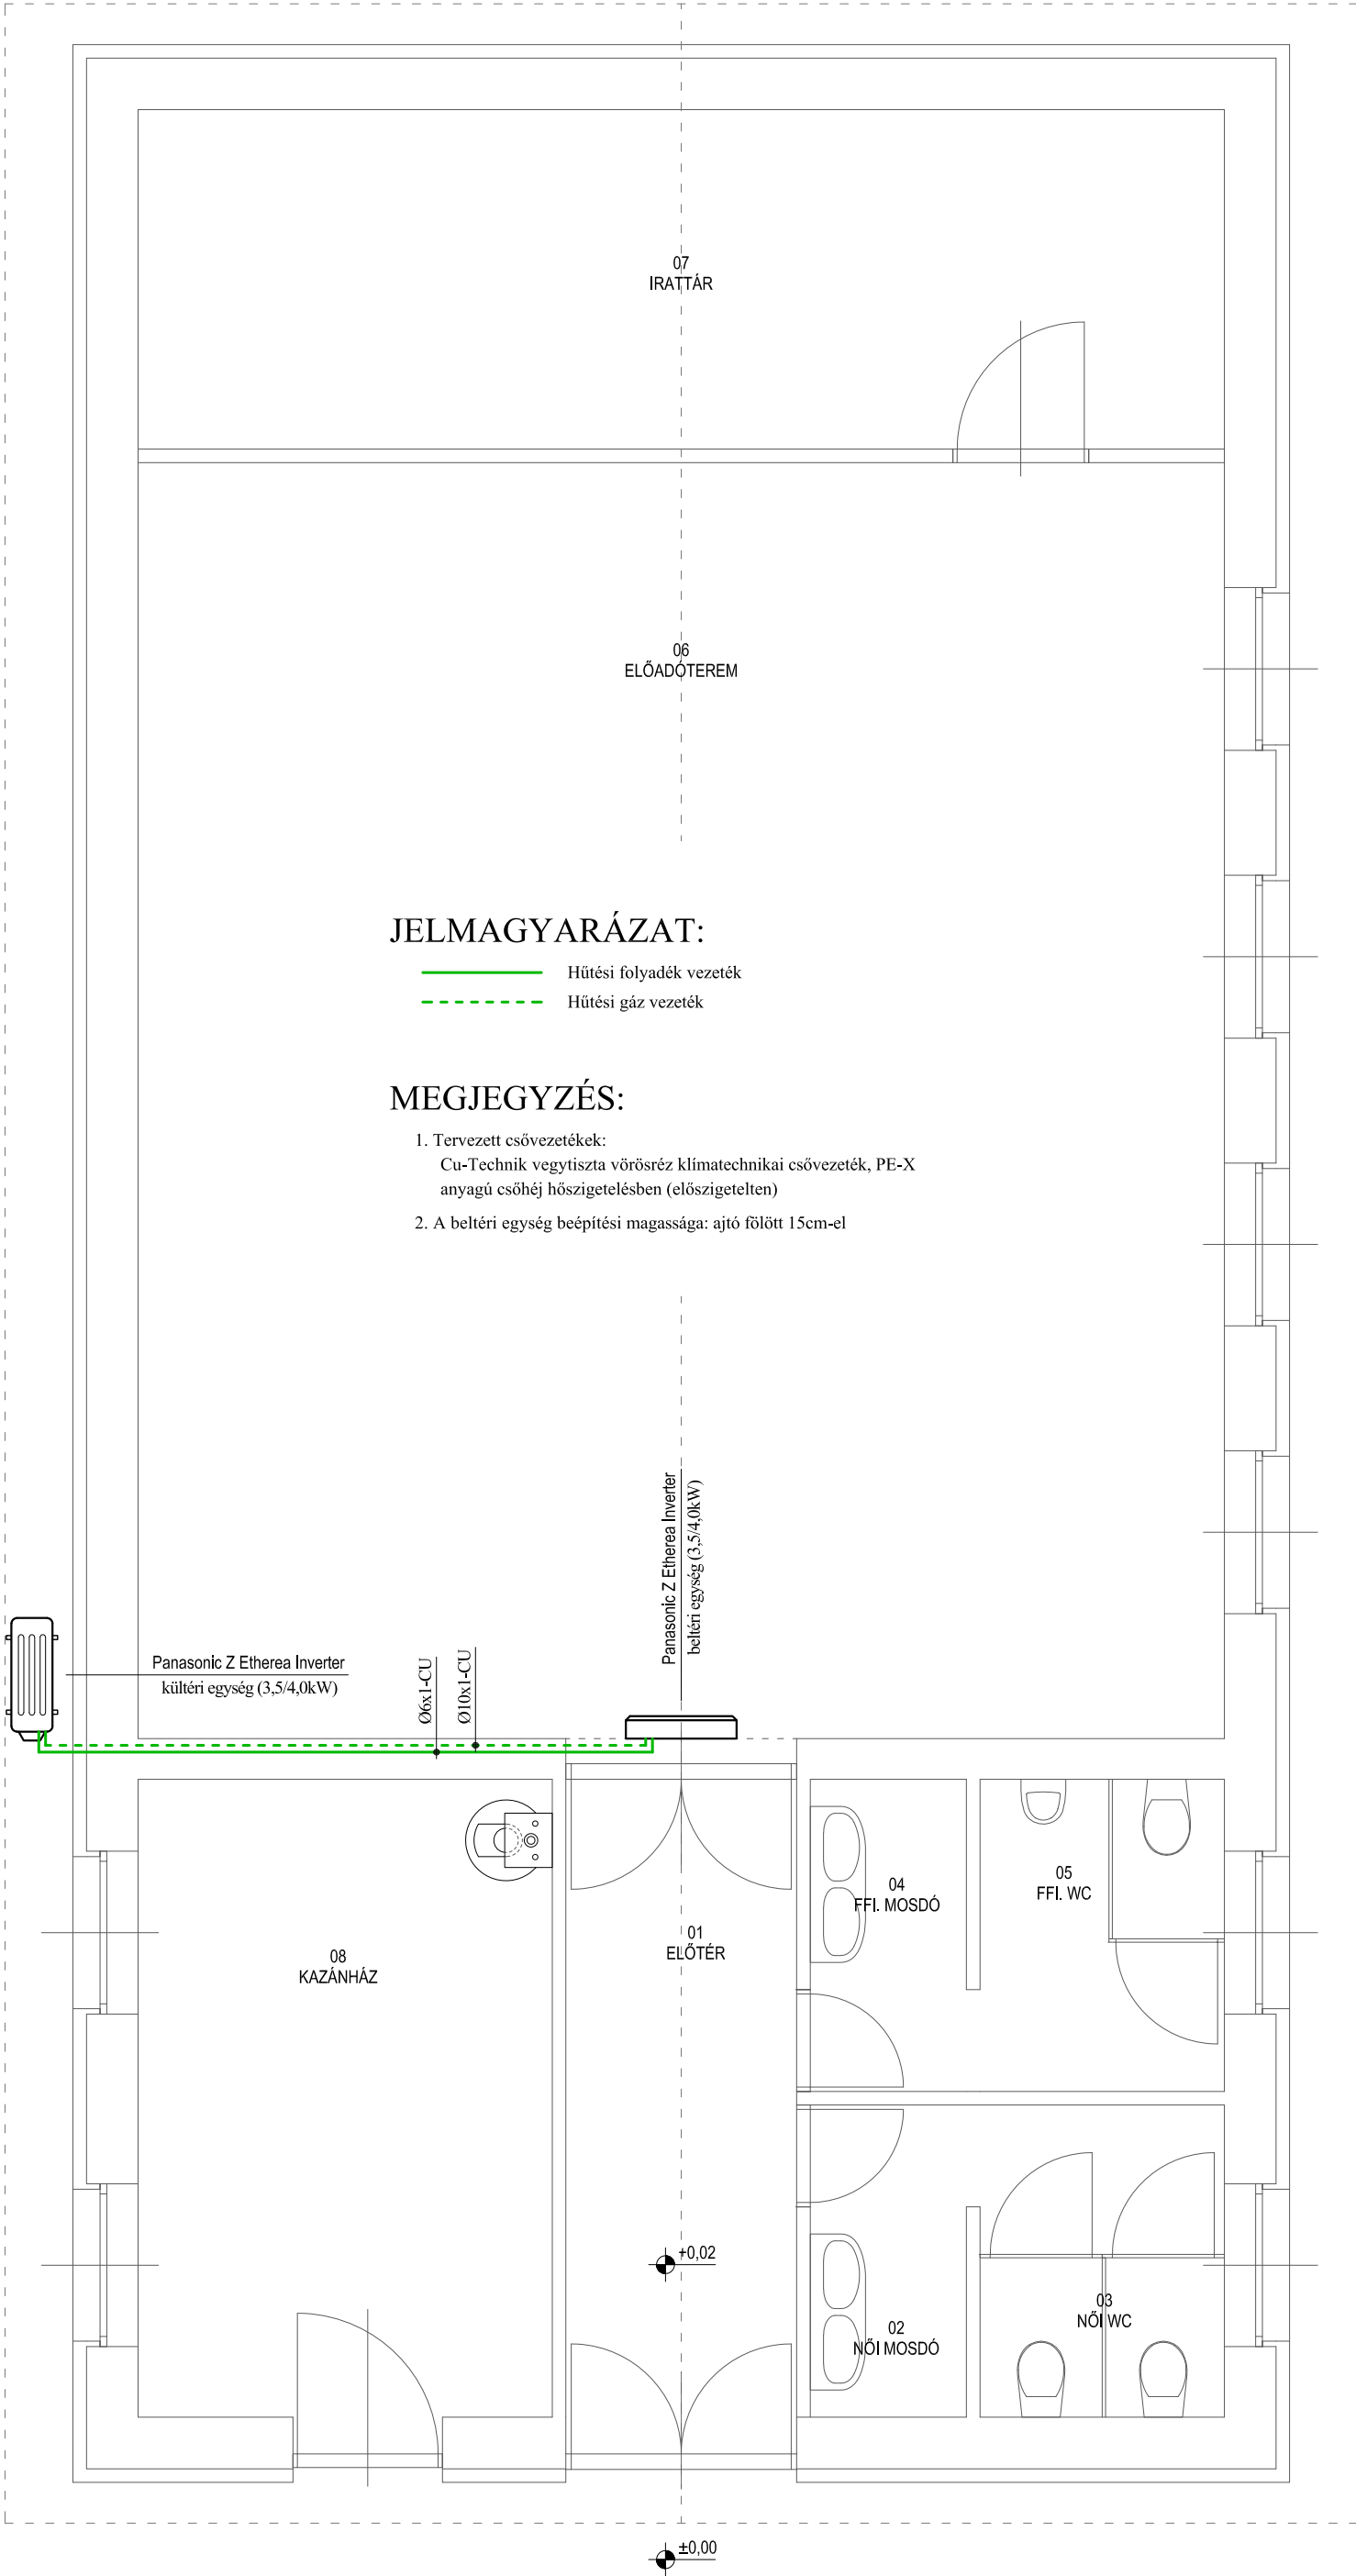 07
IRATTÁR
06
ELŐADÓTEREM
JELMAGYARÁZAT:
Hűtési folyadék vezeték
Hűtési gáz vezeték
MEGJEGYZÉS:
1. Tervezett csővezetékek:
Cu-Technik vegytiszta vörösréz klímatechnikai csővezeték, PE-X
anyagú csőhéj hőszigetelésben (előszigetelten)
2. A beltéri egység beépítési magassága: ajtó fölött 15cm-el
Panasonic Z Etherea Inverter
beltéri egység (3,5/4,0kW)
Panasonic Z Etherea Inverter
kültéri egység (3,5/4,0kW)
Ø6x1-CU
Ø10x1-CU
04
FFI. MOSDÓ
05
FFI. WC
01
ELŐTÉR
08
KAZÁNHÁZ
+0,02
02
NŐI MOSDÓ
03
NŐI WC
±0,00